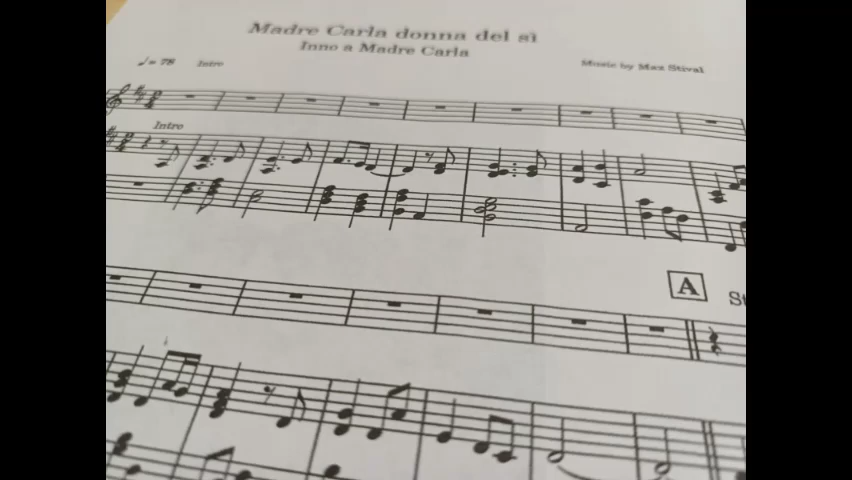 Madre Carla donna del sì
Inno a Madre Carla
♩= 78 Intro
Music by Max Stival
Intro
A